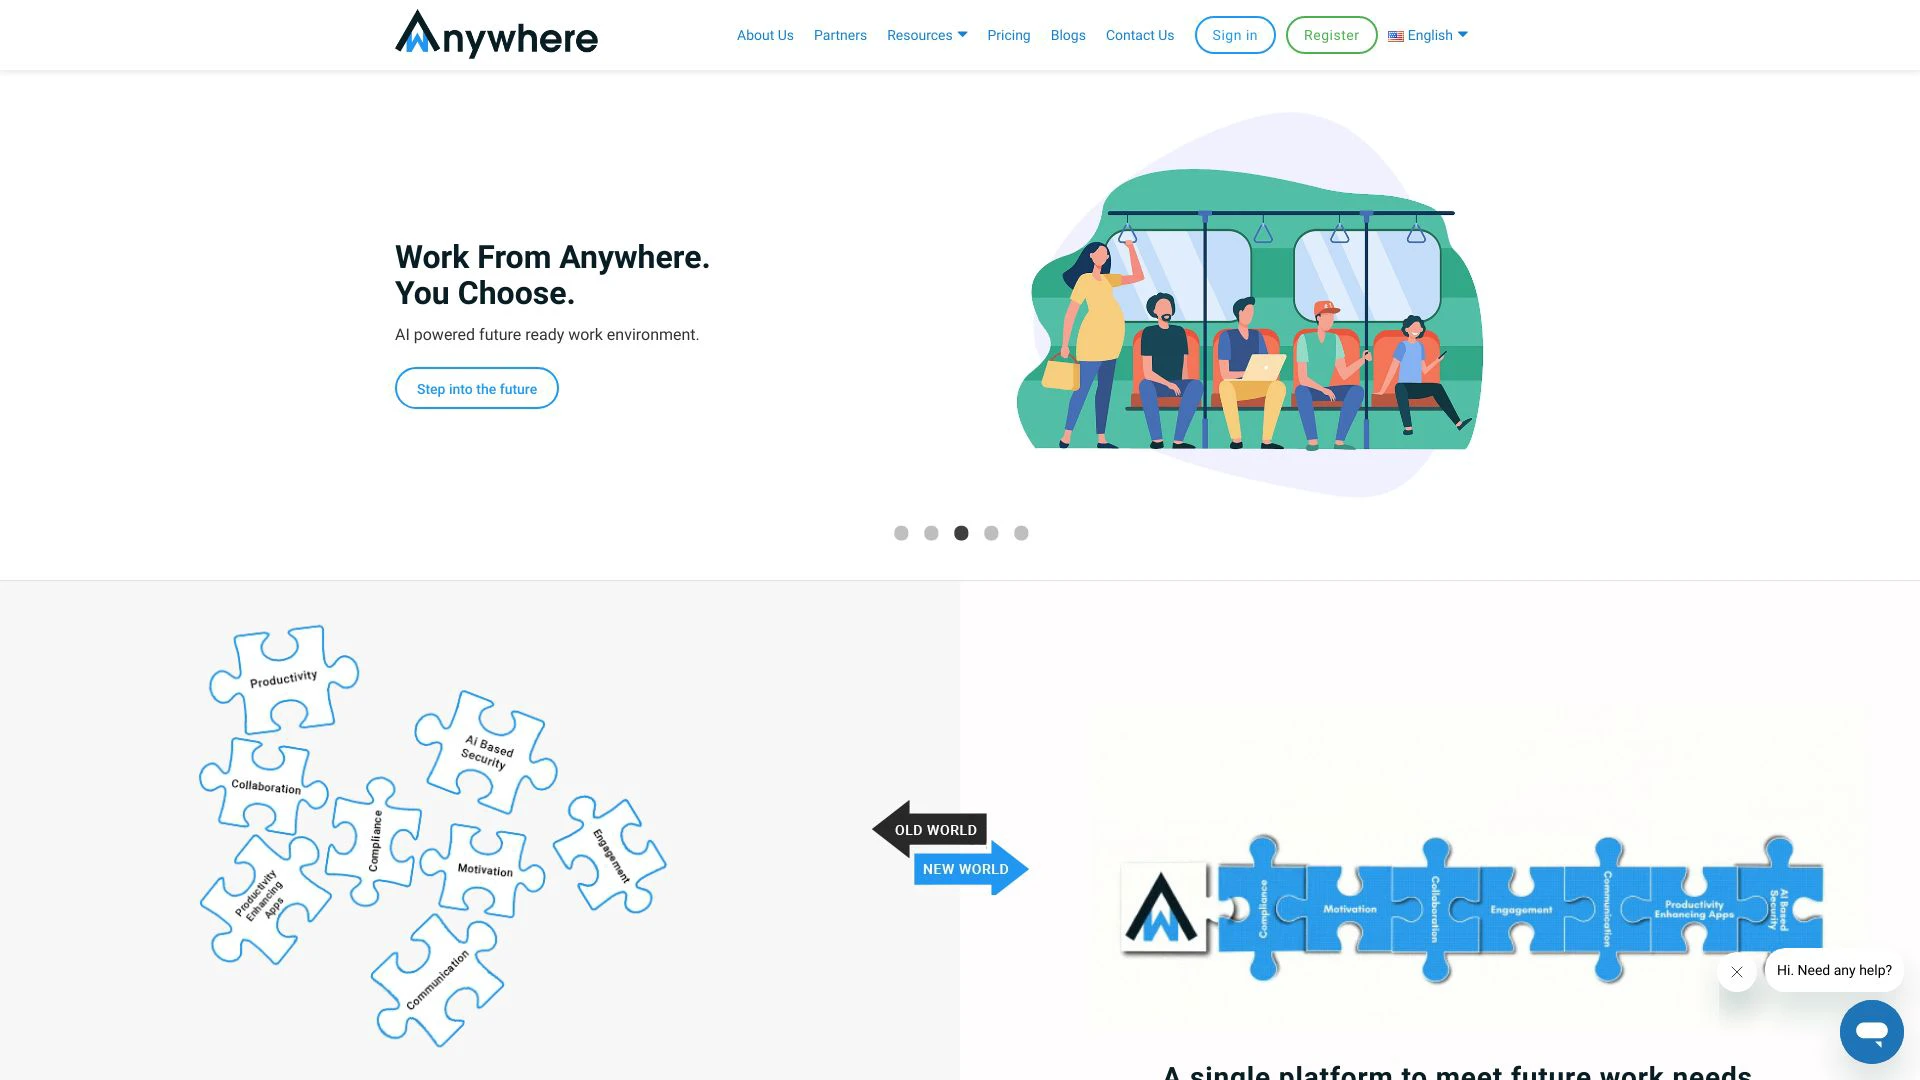 Anywhere
About Us
Partners
Resources
Pricing
Blogs
Contact Us
Sign in
Register
English
Work From Anywhere.
You Choose.
AI powered future ready work environment.
Step into the future
Productivity
Ai Based
Security
Collaboration
Compliance
Motivation
Engagement
Productivity
Enhancing
Apps
Communication
OLD WORLD
NEW WORLD
Compliance
Motivation
Collaboration
Engagement
Communication
Productivity
Enhancing Apps
AI Based
Security
Hi. Need any help?
A single platform to meet future work needs